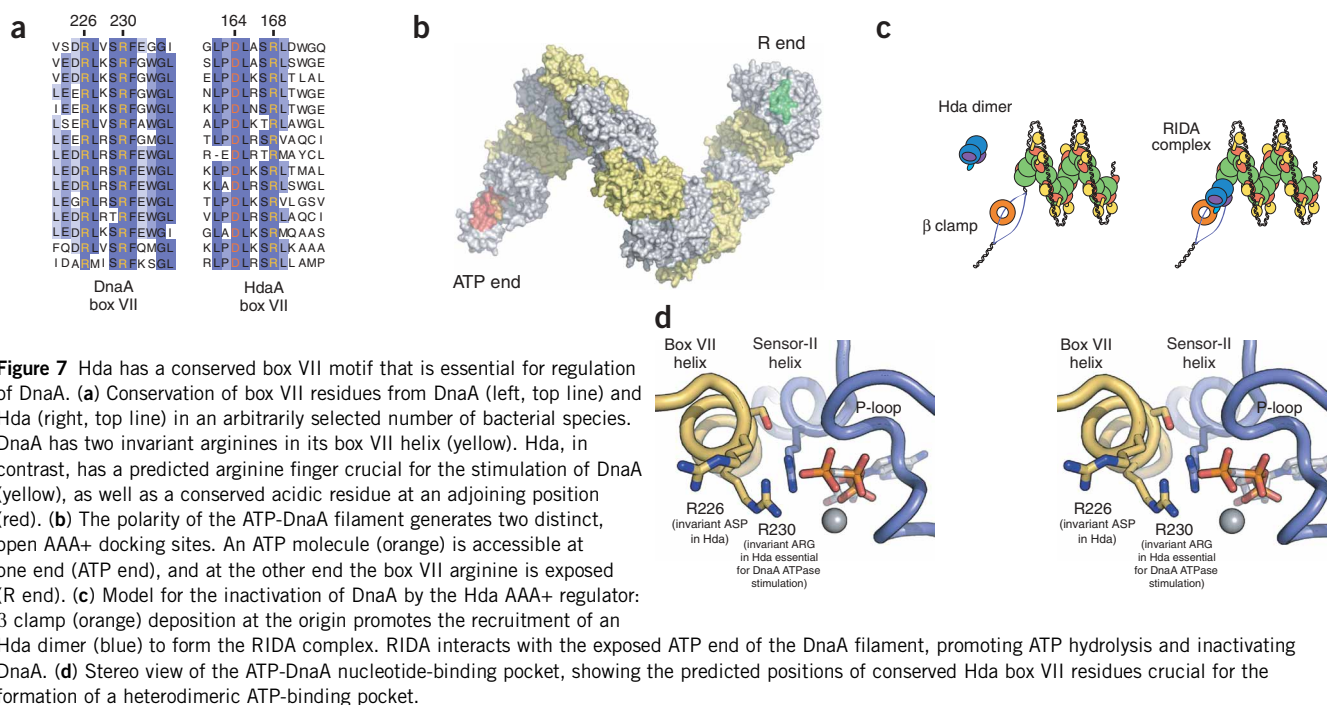 a
226 230
164 168
VSDRLVSRFEGGI GLPDLASRLDWGQ
VEDRLKSRFGWGL SLPDLASRLSWGE
VEDRLKSRFGWGL ELPDLKSRLTLAL
LEERLKSRFGWGL NLPDLRSRLTWGE
IEERLKSRFGWGL KLPDLNSRLTWGE
LSERLVSRFAWGL ALPDLKTRLAWGL
LEERLRSRFGMGL TLPDLRSRVAQCI
LEDRLRSRFEWGL R-EDLRTRMAYCL
LEDRLRSRFEWGL KLPDLKSRLTMAL
LEDRLRSRFEWGL KLADLKSRLSWGL
LEGRLRSRFEWGL TLPDLKSRVLGSV
LEDRLRTRFEWGL VLPDLRSRLAQCI
LEDRLKSRFEWGI GLADLRSRMQAAS
FQDRLVSRFQMGL KLPDLKSRLKAAA
IDARMISRFKSGL RLPDLRSRLLAMP
DnaA
box VII
HdaA
box VII
b
R end
ATP end
c
Hda dimer
β clamp
RIDA
complex
d
Box VII
helix
Sensor-II
helix
P-loop
R226
(invariant ASP
in Hda)
R230
(invariant ARG
in Hda essential
for DnaA ATPase
stimulation)
Box VII
helix
Sensor-II
helix
P-loop
R226
(invariant ASP
in Hda)
R230
(invariant ARG
in Hda essential
for DnaA ATPase
stimulation)
Figure 7 Hda has a conserved box VII motif that is essential for regulation
of DnaA. (a) Conservation of box VII residues from DnaA (left, top line) and
Hda (right, top line) in an arbitrarily selected number of bacterial species.
DnaA has two invariant arginines in its box VII helix (yellow). Hda, in
contrast, has a predicted arginine finger crucial for the stimulation of DnaA
(yellow), as well as a conserved acidic residue at an adjoining position
(red). (b) The polarity of the ATP-DnaA filament generates two distinct,
open AAA+ docking sites. An ATP molecule (orange) is accessible at
one end (ATP end), and at the other end the box VII arginine is exposed
(R end). (c) Model for the inactivation of DnaA by the Hda AAA+ regulator:
β clamp (orange) deposition at the origin promotes the recruitment of an
Hda dimer (blue) to form the RIDA complex. RIDA interacts with the exposed ATP end of the DnaA filament, promoting ATP hydrolysis and inactivating
DnaA. (d) Stereo view of the ATP-DnaA nucleotide-binding pocket, showing the predicted positions of conserved Hda box VII residues crucial for the
formation of a heterodimeric ATP-binding pocket.